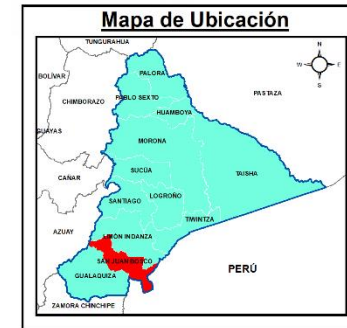 Mapa de Ubicación
TUNGURAHUA
N
W E
S
BOLÍVAR
PALORA
PASTAZA
CHIMBORAZO
PABLO SEXTO
HUAMBOYA
GUAYAS
MORONA
CAÑAR
SUCÚA
TAISHA
SANTIAGO
LOGROÑO
TIWINTZA
AZUAY
LIMÓN INDANZA
SAN JUAN BOSCO
PERÚ
GUALAQUIZA
ZAMORA CHINCHIPE